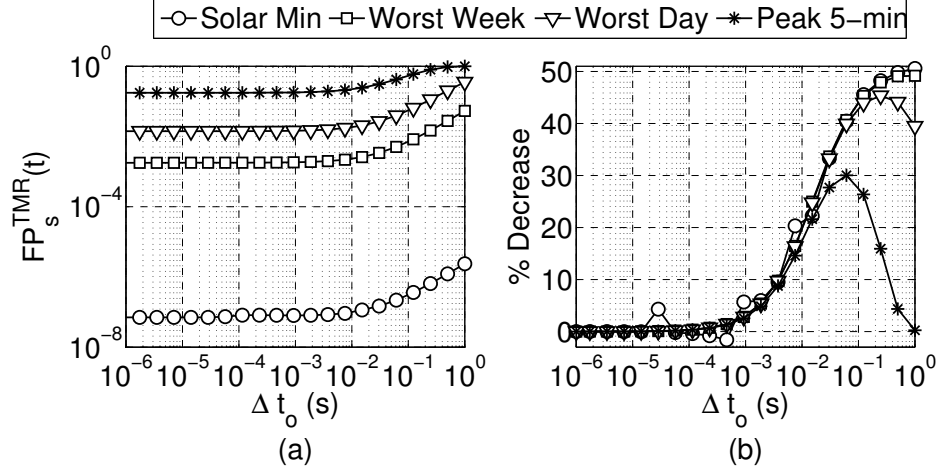 Solar Min Worst Week Worst Day Peak 5-min
FP_s^TMR(t)
10^0
10^-4
10^-8
10^-6 10^-5 10^-4 10^-3 10^-2 10^-1 10^0
Δ t_o (s)
(a)
% Decrease
50
40
30
20
10
0
10^-6 10^-5 10^-4 10^-3 10^-2 10^-1 10^0
Δ t_o (s)
(b)